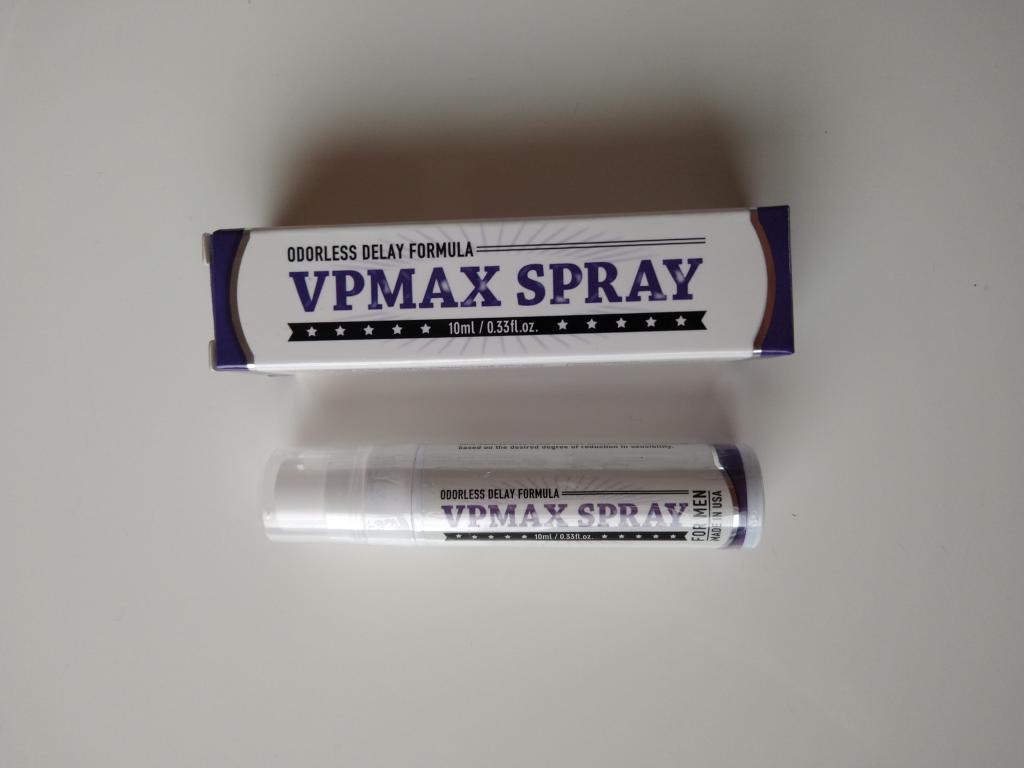 ODORLESS DELAY FORMULA
VPMAX SPRAY
10ml / 0.33fl.oz.
based on the desired degree of reduction in sensibility.
ODORLESS DELAY FORMULA
VPMAX SPRAY
10ml / 0.33fl.oz.
FOR MEN
MADE IN USA